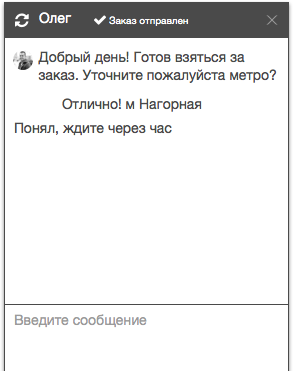 Олег
Заказ отправлен
Добрый день! Готов взяться за
заказ. Уточните пожалуйста метро?
Отлично! м Нагорная
Понял, ждите через час
Введите сообщение